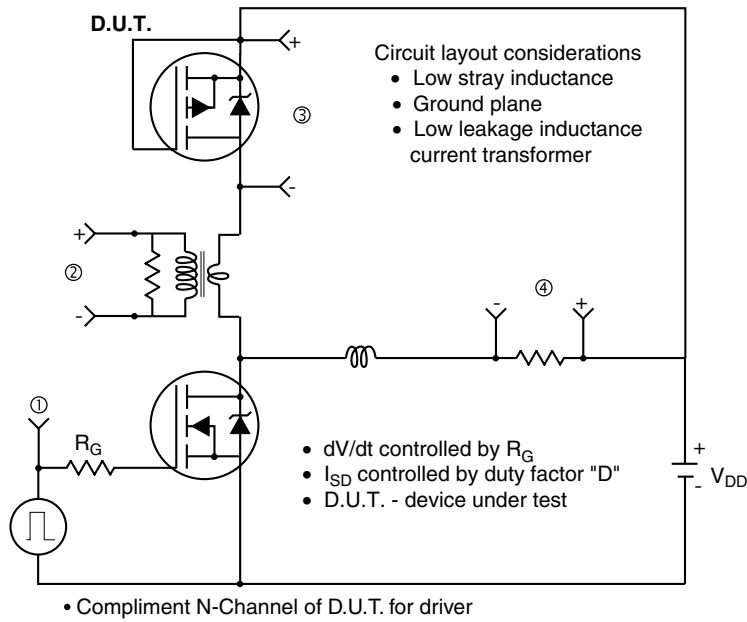 D.U.T.
+
Circuit layout considerations
• Low stray inductance
• Ground plane
• Low leakage inductance
current transformer
③
-
+
②
-
④
- +
①
R_G
• dV/dt controlled by R_G
• I_SD controlled by duty factor "D"
• D.U.T. - device under test
+
V_DD
-
• Compliment N-Channel of D.U.T. for driver